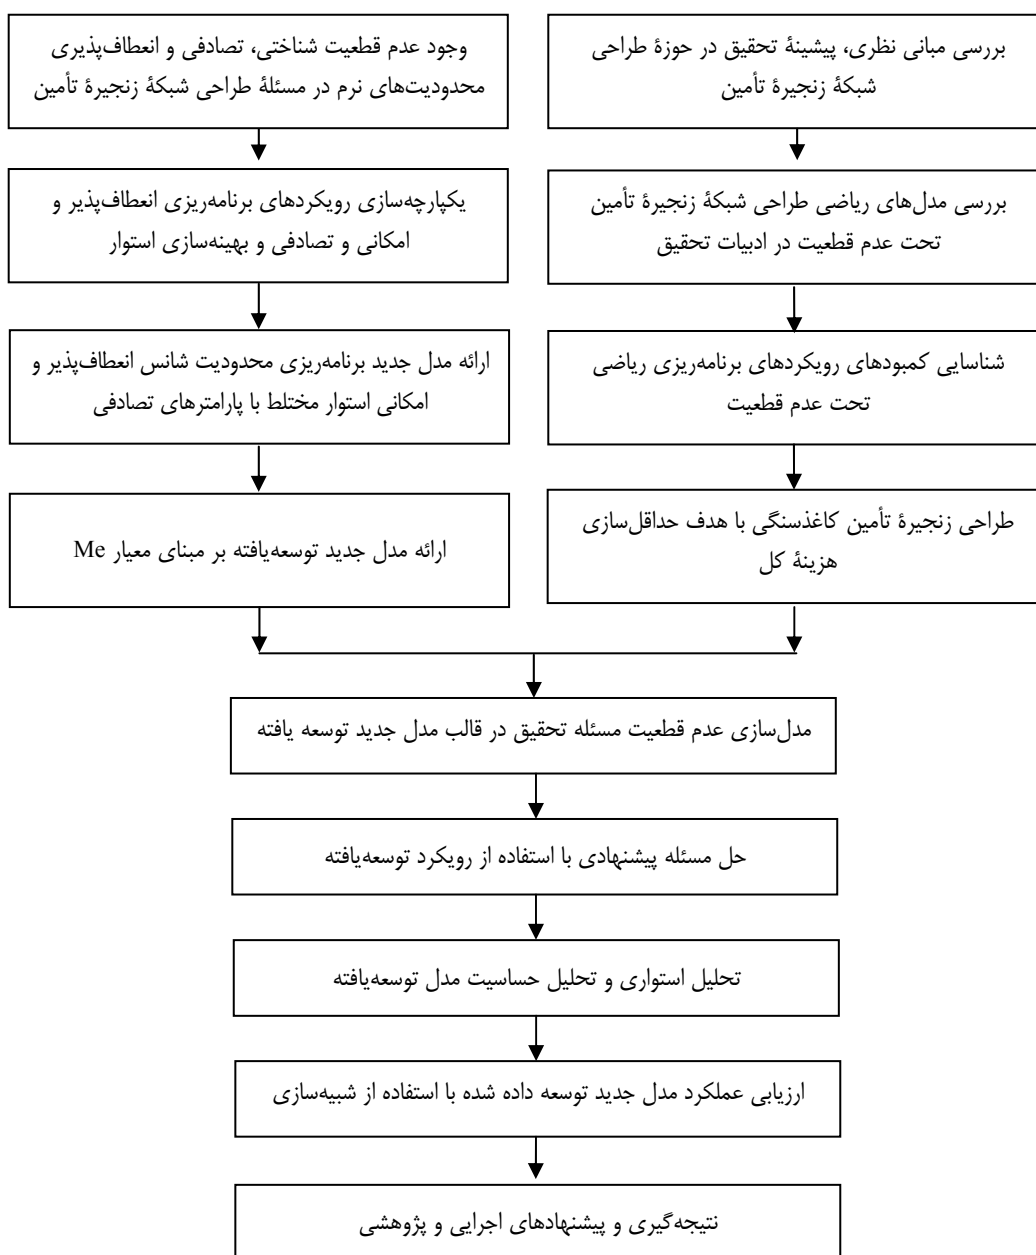 بررسی مبانی نظری، پیشینهٔ تحقیق در حوزهٔ طراحی
شبکهٔ زنجیرهٔ تأمین
بررسی مدل‌های ریاضی طراحی شبکهٔ زنجیرهٔ تأمین
تحت عدم قطعیت در ادبیات تحقیق
شناسایی کمبودهای رویکردهای برنامه‌ریزی ریاضی
تحت عدم قطعیت
طراحی زنجیرهٔ تأمین کاغذسنگی با هدف حداقل‌سازی
هزینهٔ کل
وجود عدم قطعیت شناختی، تصادفی و انعطاف‌پذیری
محدودیت‌های نرم در مسئلهٔ طراحی شبکهٔ زنجیرهٔ تأمین
یکپارچه‌سازی رویکردهای برنامه‌ریزی انعطاف‌پذیر و
امکانی و تصادفی و بهینه‌سازی استوار
ارائه مدل جدید برنامه‌ریزی محدودیت شانس انعطاف‌پذیر و
امکانی استوار مختلط با پارامترهای تصادفی
ارائه مدل جدید توسعه‌یافته بر مبنای معیار Me
مدل‌سازی عدم قطعیت مسئله تحقیق در قالب مدل جدید توسعه یافته
حل مسئله پیشنهادی با استفاده از رویکرد توسعه‌یافته
تحلیل استواری و تحلیل حساسیت مدل توسعه‌یافته
ارزیابی عملکرد مدل جدید توسعه داده شده با استفاده از شبیه‌سازی
نتیجه‌گیری و پیشنهادهای اجرایی و پژوهشی